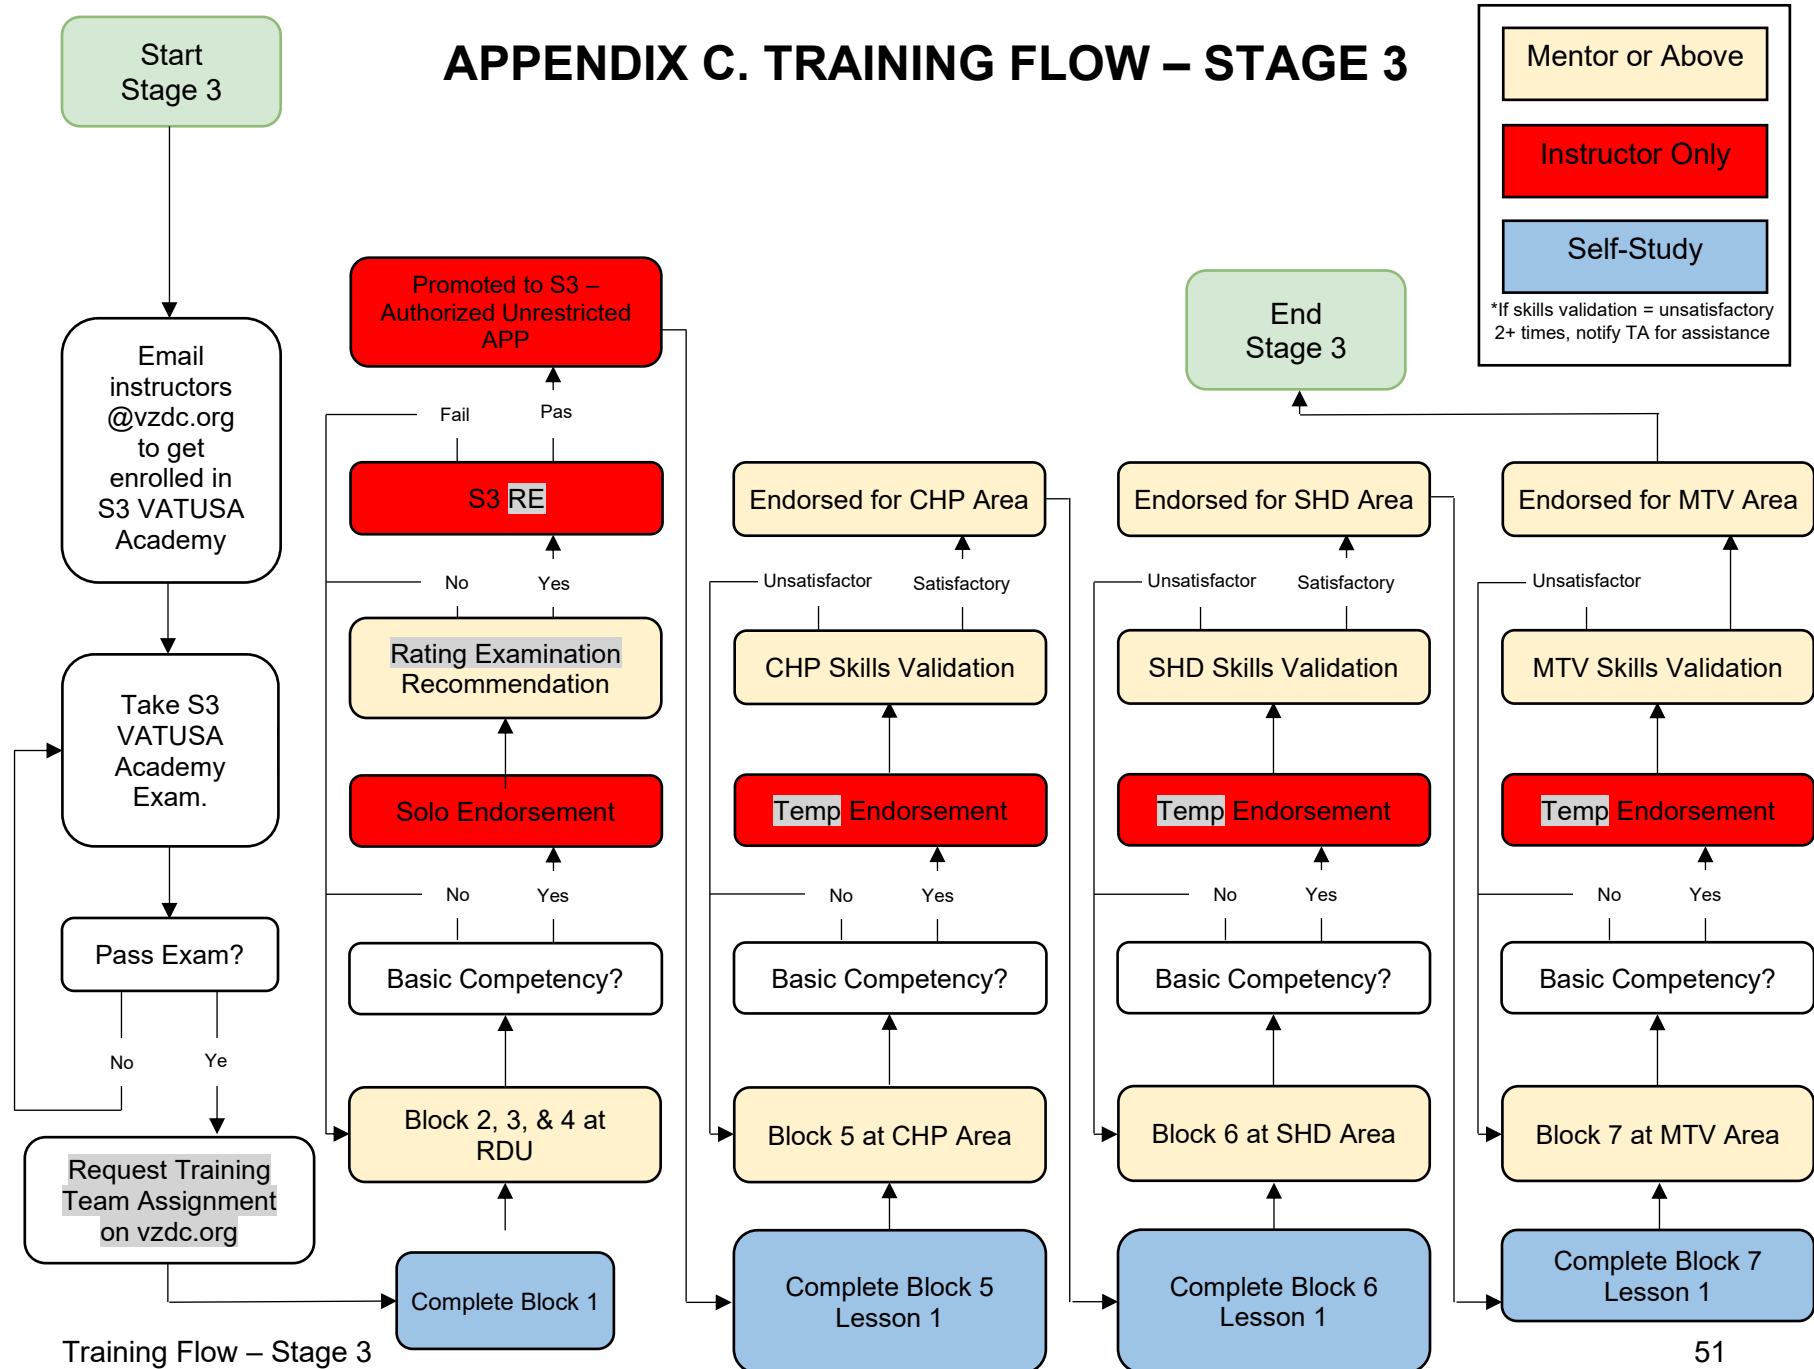 APPENDIX C. TRAINING FLOW – STAGE 3
Start
Stage 3
Email
instructors
@vzdc.org
to get
enrolled in
S3 VATUSA
Academy
Take S3
VATUSA
Academy
Exam.
Pass Exam?
No
Ye
Request Training
Team Assignment
on vzdc.org
Complete Block 1
Block 2, 3, & 4 at
RDU
Basic Competency?
No
Yes
Solo Endorsement
Rating Examination
Recommendation
No
Yes
S3 RE
Fail
Pas
Promoted to S3 –
Authorized Unrestricted
APP
Complete Block 5
Lesson 1
Block 5 at CHP Area
Basic Competency?
No
Yes
Temp Endorsement
CHP Skills Validation
Unsatisfactor
Satisfactory
Endorsed for CHP Area
Complete Block 6
Lesson 1
Block 6 at SHD Area
Basic Competency?
No
Yes
Temp Endorsement
SHD Skills Validation
Unsatisfactor
Satisfactory
Endorsed for SHD Area
Complete Block 7
Lesson 1
Block 7 at MTV Area
Basic Competency?
No
Yes
Temp Endorsement
MTV Skills Validation
Unsatisfactor
Endorsed for MTV Area
End
Stage 3
Mentor or Above
Instructor Only
Self-Study
*If skills validation = unsatisfactory
2+ times, notify TA for assistance
Training Flow – Stage 3
51